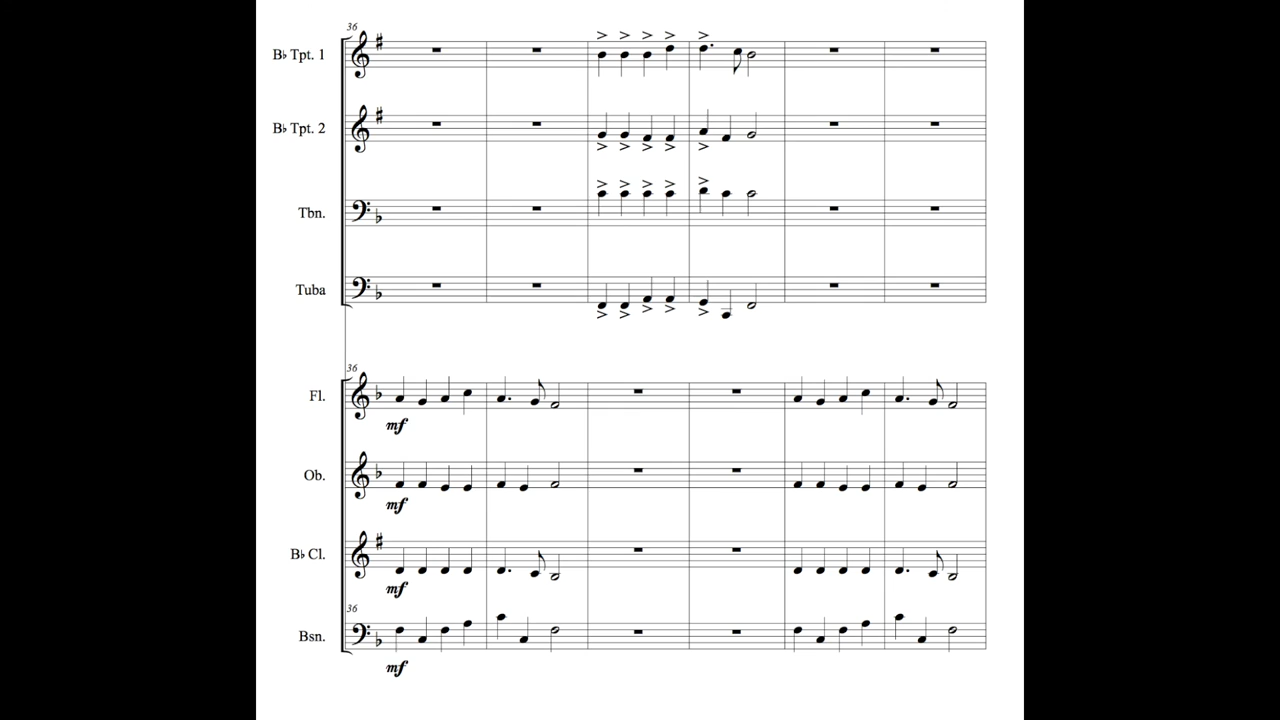 36
B♭ Tpt. 1
B♭ Tpt. 2
Tbn.
Tuba
36
Fl.
mf
Ob.
mf
B♭ Cl.
mf
36
Bsn.
mf